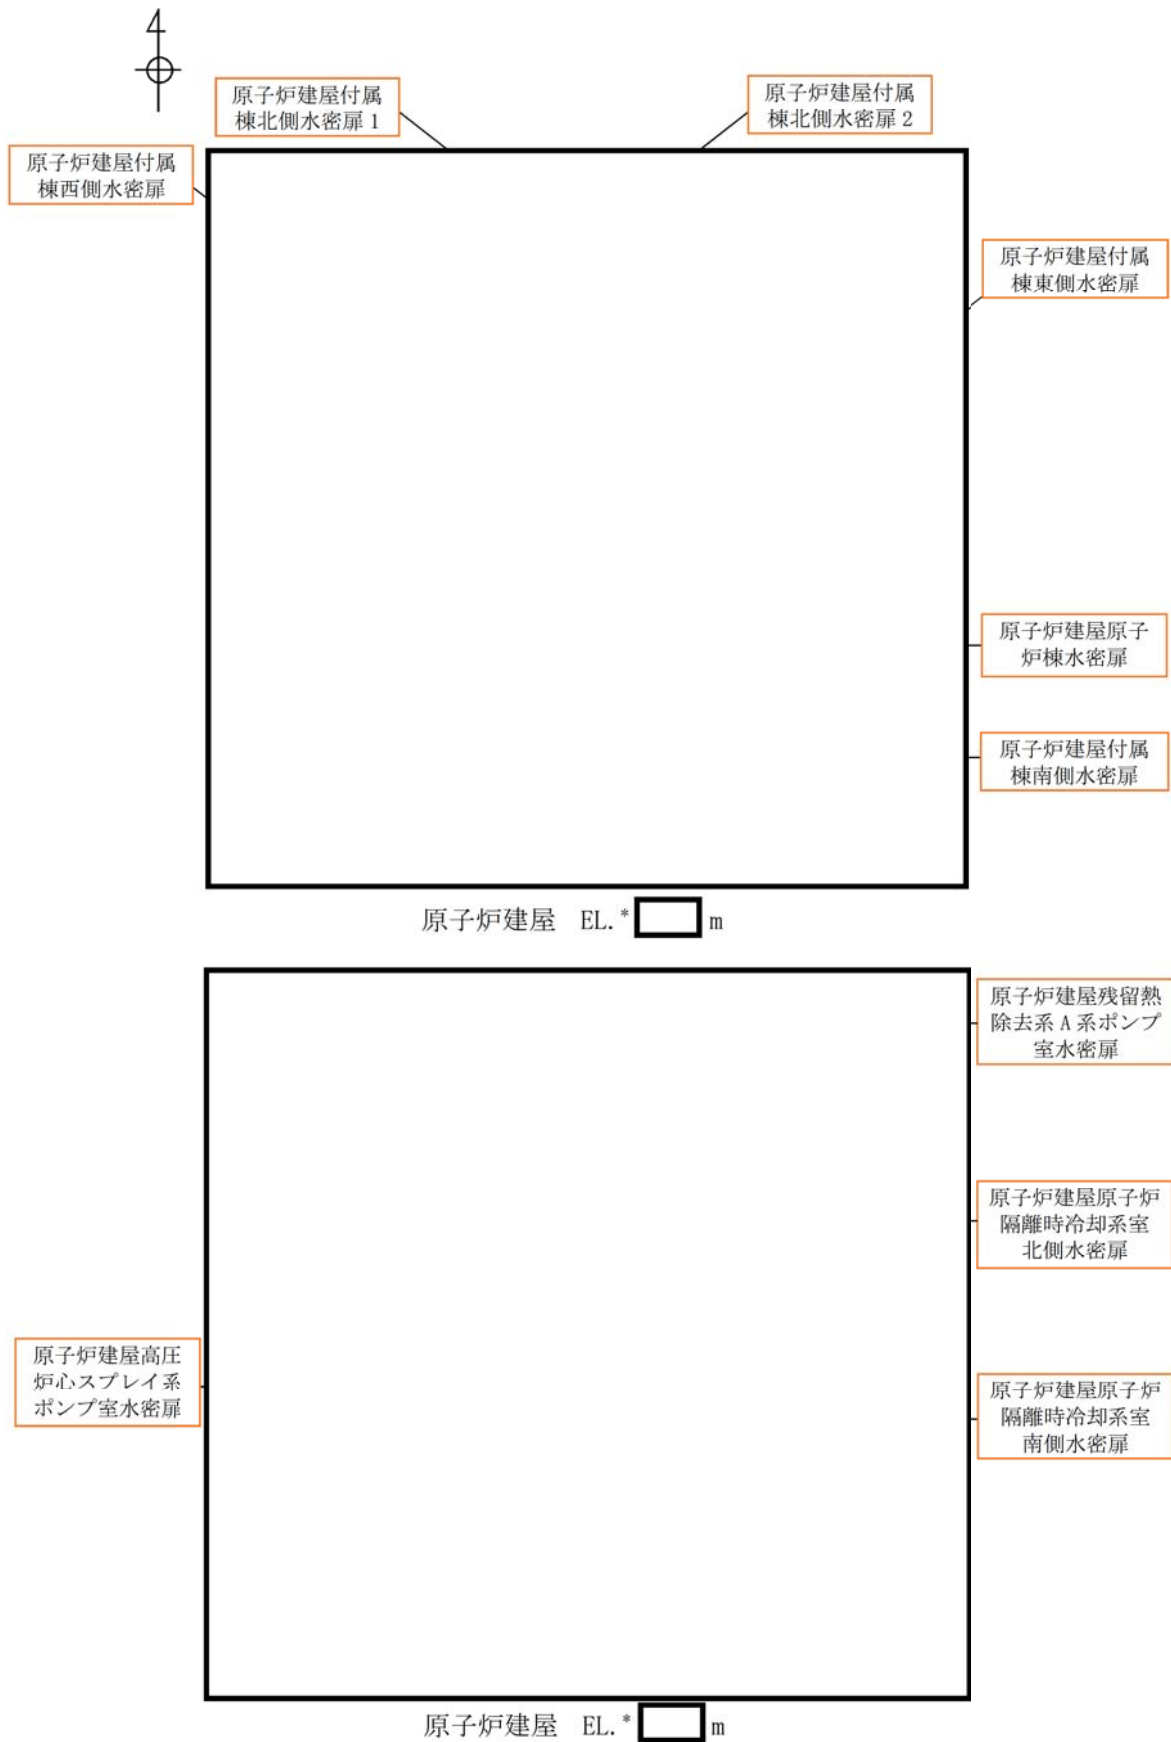 原子炉建屋付属
棟北側水密扉 1
原子炉建屋付属
棟北側水密扉 2
原子炉建屋付属
棟西側水密扉
原子炉建屋付属
棟東側水密扉
原子炉建屋原子
炉棟水密扉
原子炉建屋付属
棟南側水密扉
原子炉建屋 EL.* m
原子炉建屋残留熱
除去系 A 系ポンプ
室水密扉
原子炉建屋原子炉
隔離時冷却系室
北側水密扉
原子炉建屋高圧
炉心スプレイ系
ポンプ室水密扉
原子炉建屋原子炉
隔離時冷却系室
南側水密扉
原子炉建屋 EL.* m